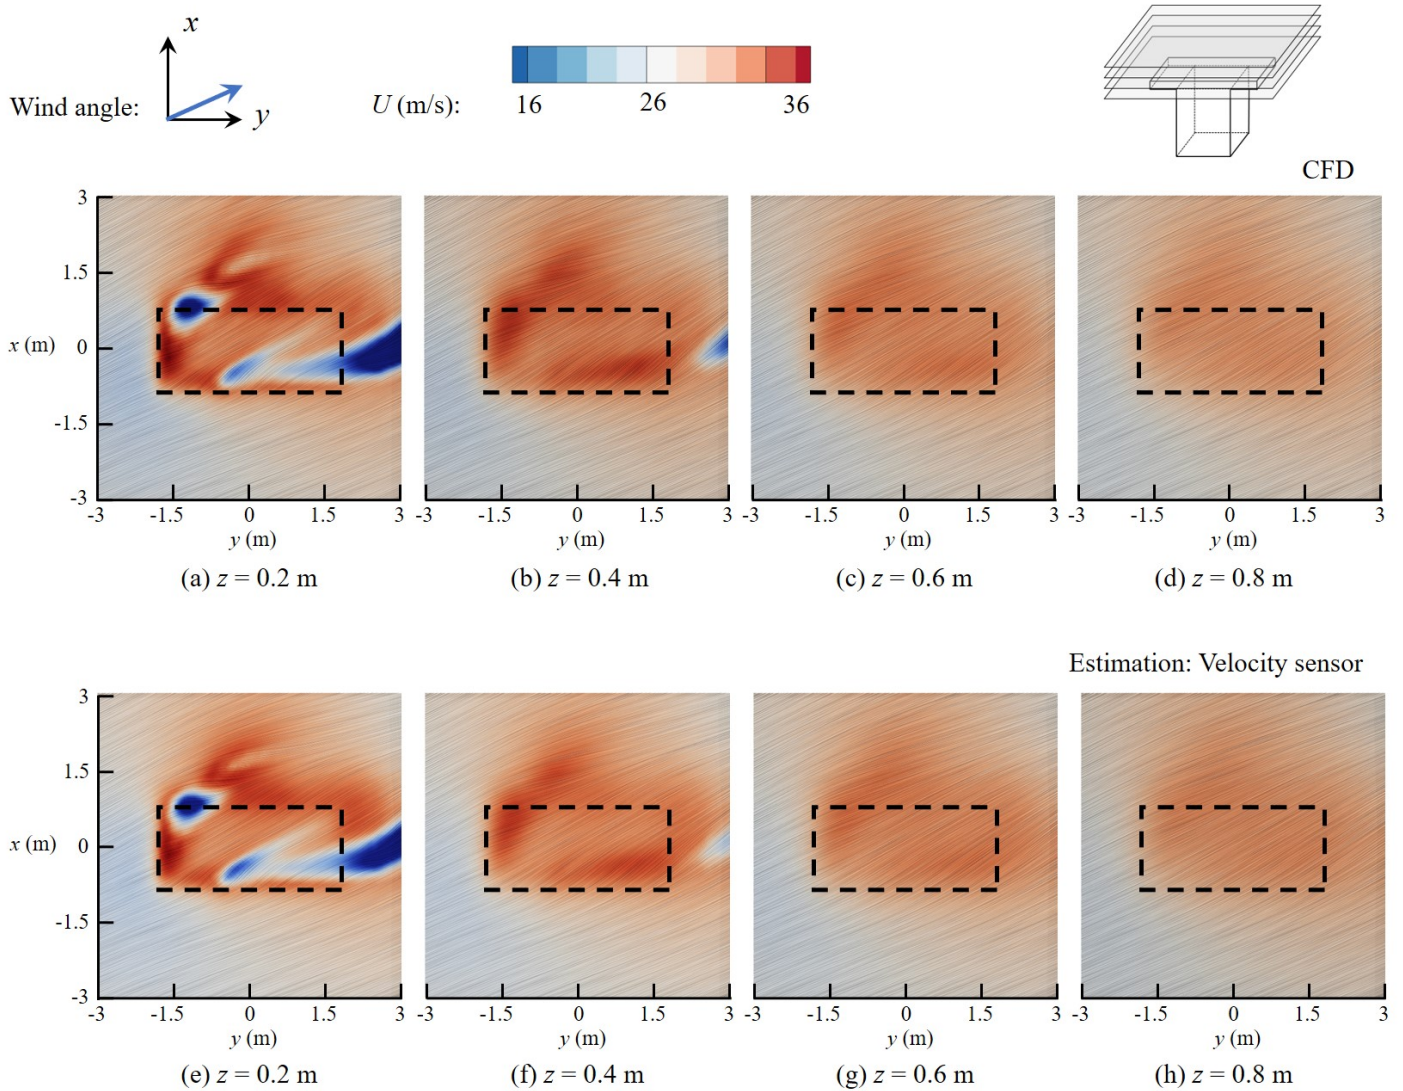 x
Wind angle:
y
U (m/s):
16 26 36
CFD
3
1.5
x (m) 0
-1.5
-3
-3 -1.5 0 1.5 3 -1.5 0 1.5 3 -3 -1.5 0 1.5 3 -3 -1.5 0 1.5 3
y (m) y (m) y (m) y (m)
(a) z = 0.2 m (b) z = 0.4 m (c) z = 0.6 m (d) z = 0.8 m
Estimation: Velocity sensor
3
1.5
x (m) 0
-1.5
-3
-3 -1.5 0 1.5 3 -3 -1.5 0 1.5 3 -3 -1.5 0 1.5 3 -3 -1.5 0 1.5 3
y (m) y (m) y (m) y (m)
(e) z = 0.2 m (f) z = 0.4 m (g) z = 0.6 m (h) z = 0.8 m